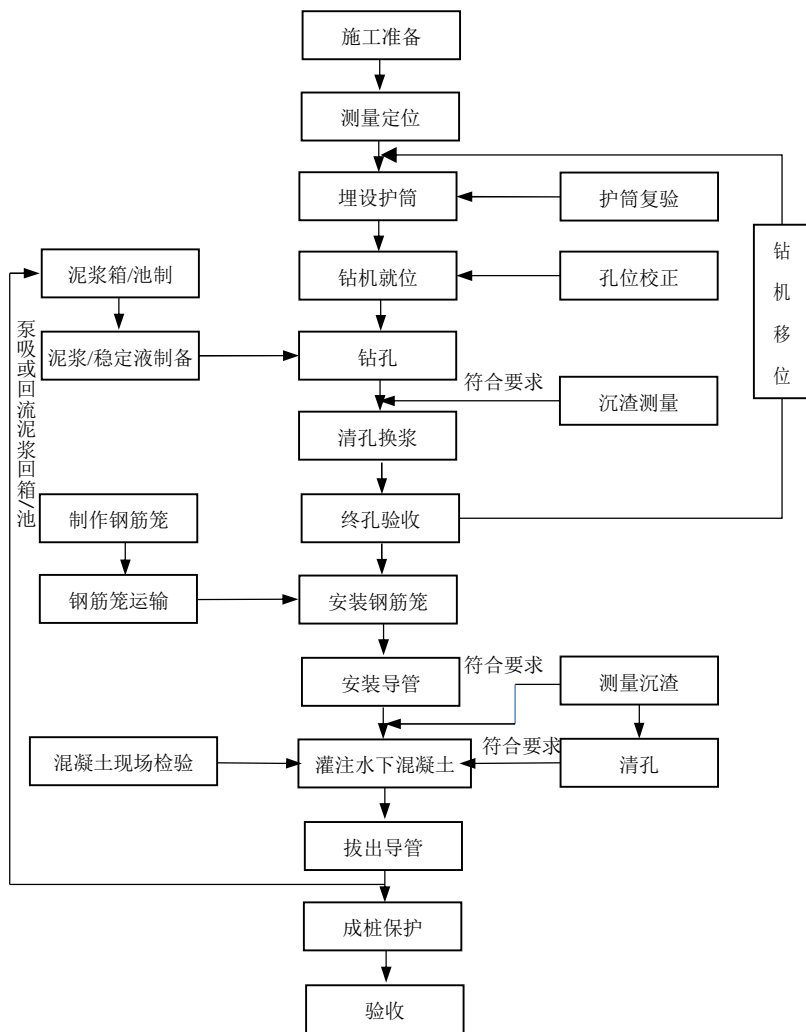 施工准备
测量定位
埋设护筒
护筒复验
钻机移位
泥浆箱/池制
钻机就位
孔位校正
泵吸或回流泥浆回箱/池
泥浆/稳定液制备
钻孔
符合要求
沉渣测量
清孔换浆
制作钢筋笼
终孔验收
钢筋笼运输
安装钢筋笼
安装导管
符合要求
测量沉渣
混凝土现场检验
灌注水下混凝土
符合要求
清孔
拔出导管
成桩保护
验收